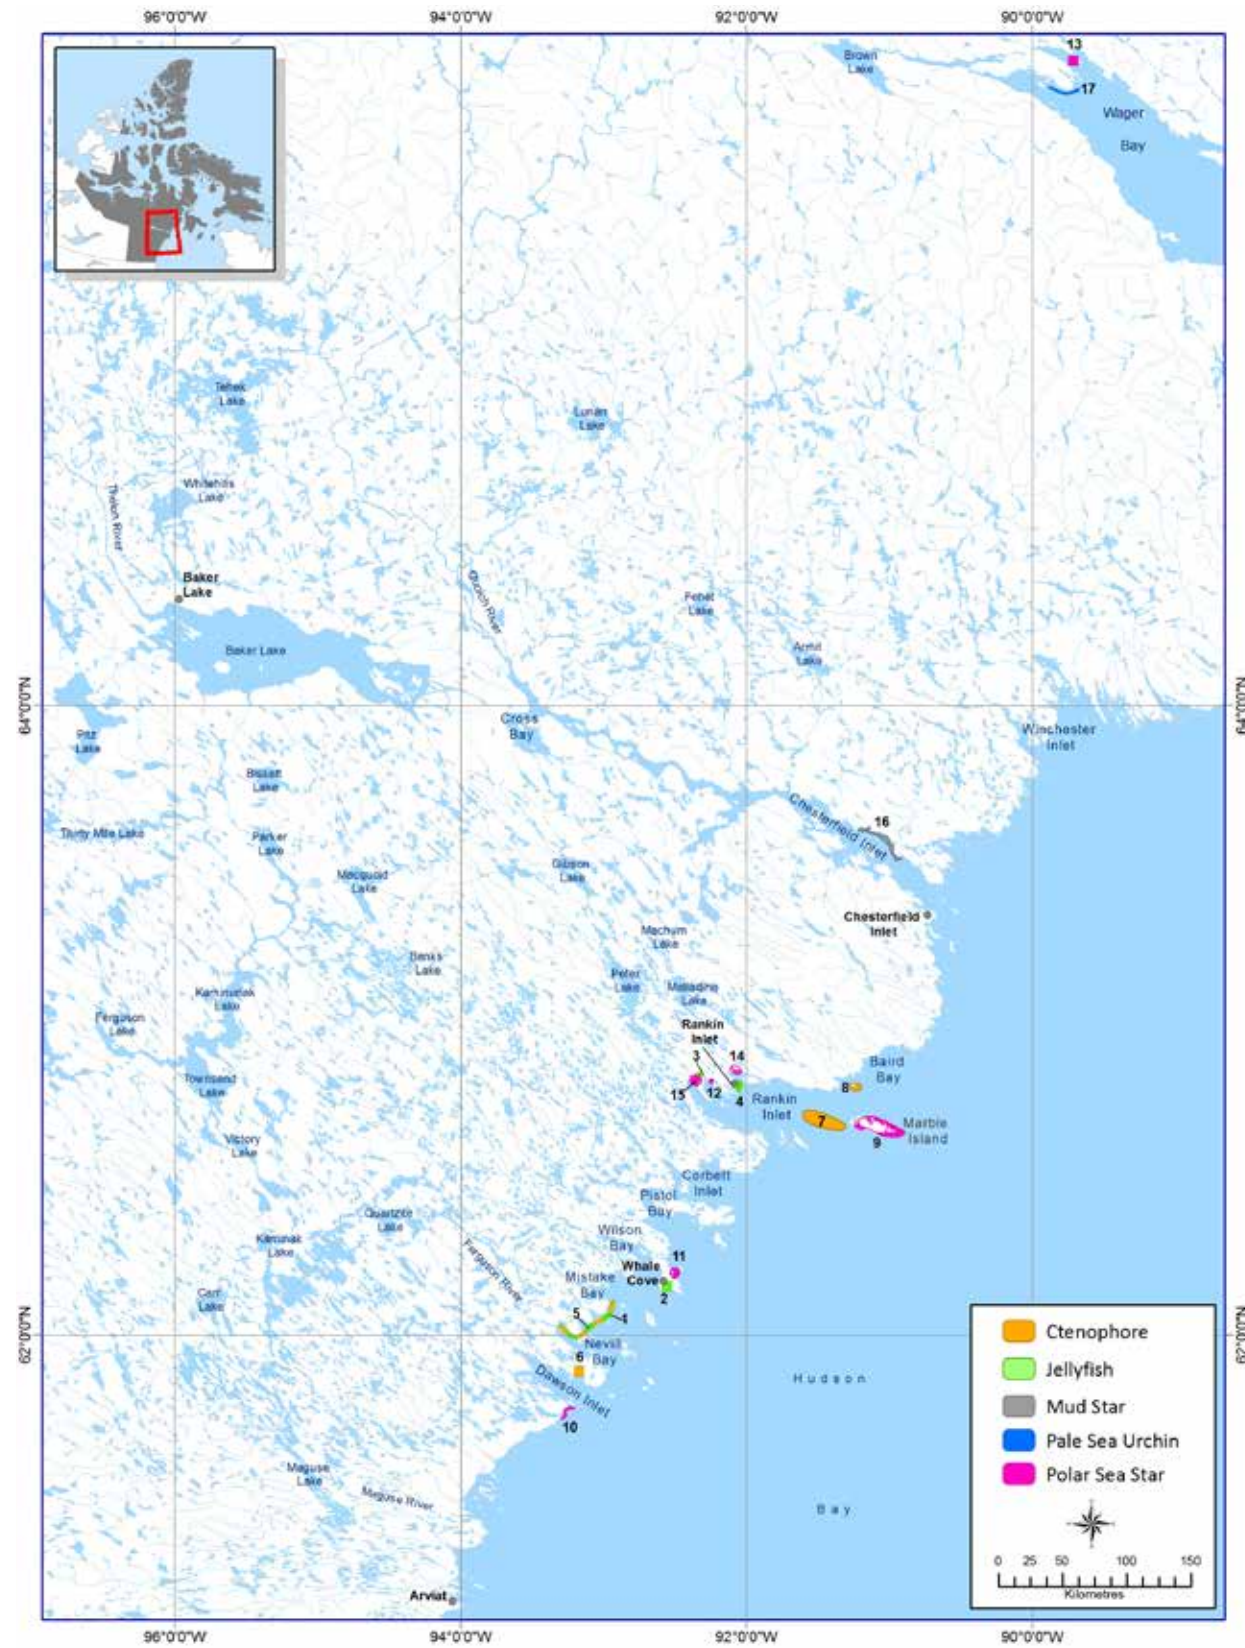 96°0'0"W
94°0'0"W
92°0'0"W
90°0'0"W
13
Brown
Lake
17
Wager
Bay
Tehek
Lake
Lunan
Lake
Whitehills
Lake
Thelon River
Baker
Lake
Quoich River
Baker Lake
Lake
Armit
Lake
64°0'0"N
64°0'0"N
Cross
Bay
Pitz
Lake
Winchester
Inlet
Bissett
Lake
Chesterfield Inlet
16
Thirty Mile Lake
Parker
Lake
Gibson
Lake
Macquoid
Lake
Chesterfield
Inlet
Machum
Lake
Banks
Lake
Peter
Lake
Meliadine
Lake
Kaminuriak
Lake
Ferguson
Lake
Rankin
Inlet
3
14
Baird
Bay
Townsend
Lake
15
12
4
8
Rankin
Inlet
7
9
Marble
Island
Victory
Lake
Corbett
Inlet
Pistol
Bay
Quartzite
Lake
Wilson
Bay
Kaminak
Lake
Ferguson River
11
Whale
Cove
2
Mistake
Bay
Carr
Lake
5
1
62°0'0"N
62°0'0"N
Nevill
Bay
6
Dawson Inlet
10
Hudson
Bay
Maguse
Lake
Maguse River
Arviat
Ctenophore
Jellyfish
Mud Star
Pale Sea Urchin
Polar Sea Star
0 25 50 100 150
Kilometres
96°0'0"W
94°0'0"W
92°0'0"W
90°0'0"W